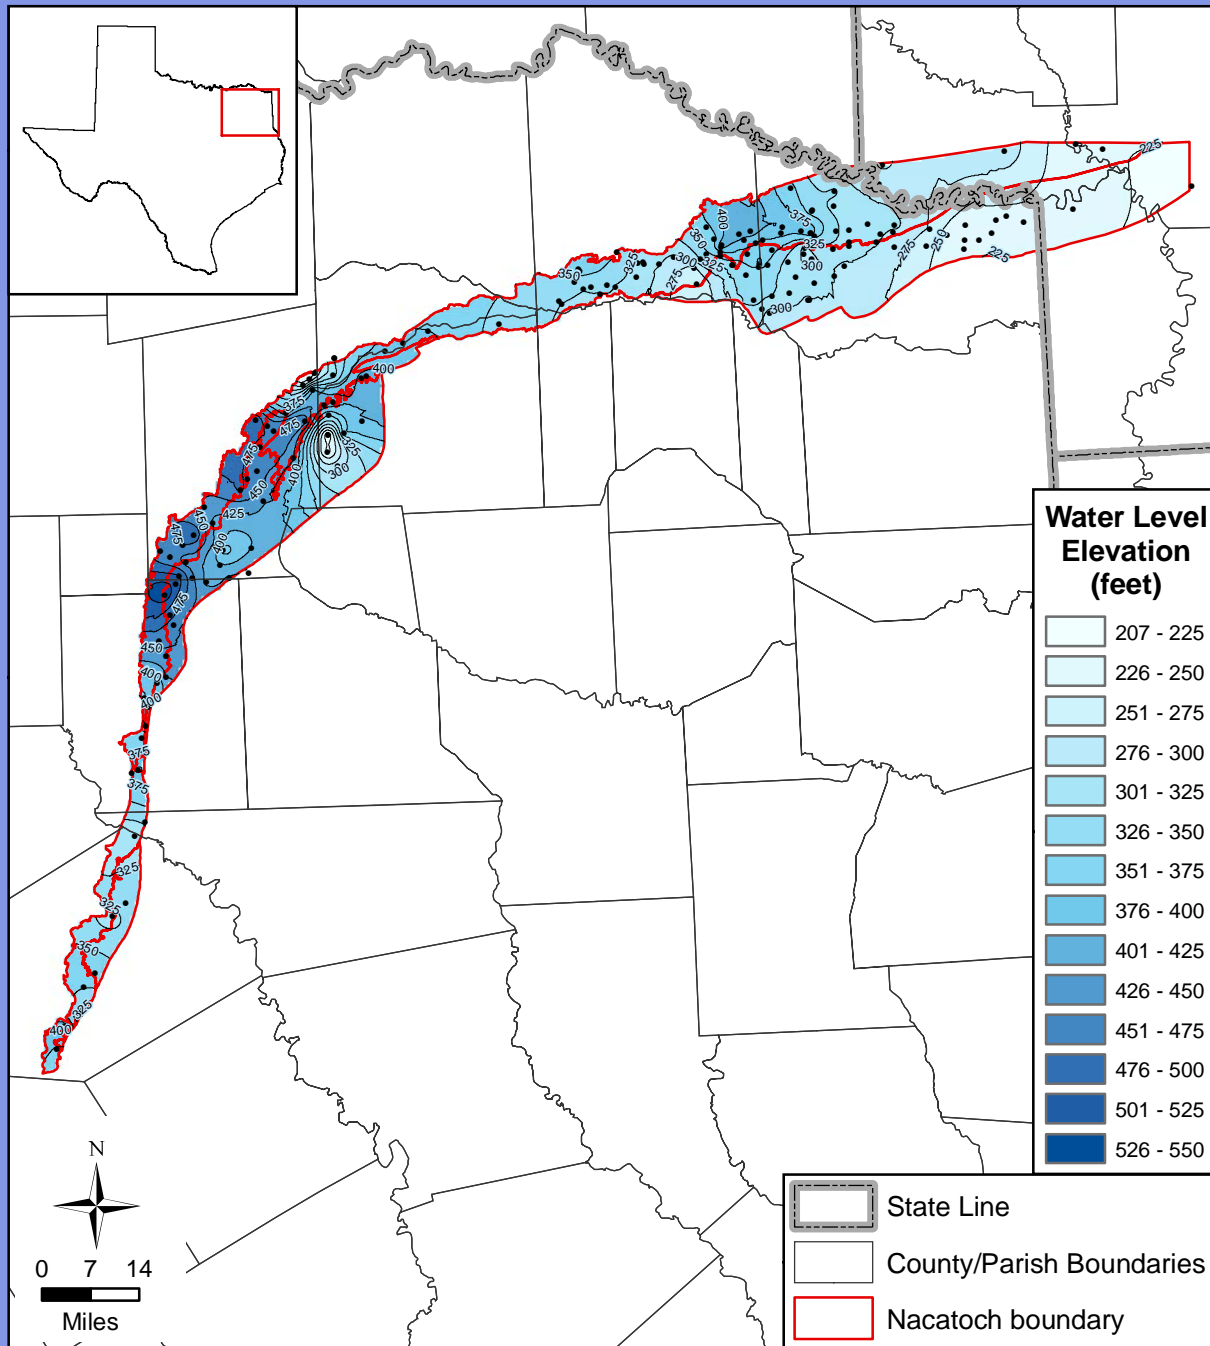 225
400
375
350
325
325
350
325
300
275
300
275
250
225
300
400
375
475
475
325
300
400
450
450
425
475
400
475
450
400
400
375
375
325
325
350
325
400
Water Level
Elevation
(feet)
207 - 225
226 - 250
251 - 275
276 - 300
301 - 325
326 - 350
351 - 375
376 - 400
401 - 425
426 - 450
451 - 475
476 - 500
501 - 525
526 - 550
N
0 7 14
Miles
State Line
County/Parish Boundaries
Nacatoch boundary